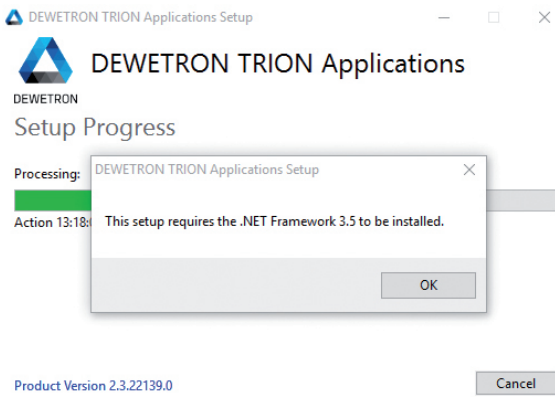 DEWETRON TRION Applications Setup
DEWETRON TRION Applications
DEWETRON
Setup Progress
Processing:
DEWETRON TRION Applications Setup
Action 13:18:
This setup requires the .NET Framework 3.5 to be installed.
OK
Product Version 2.3.22139.0
Cancel